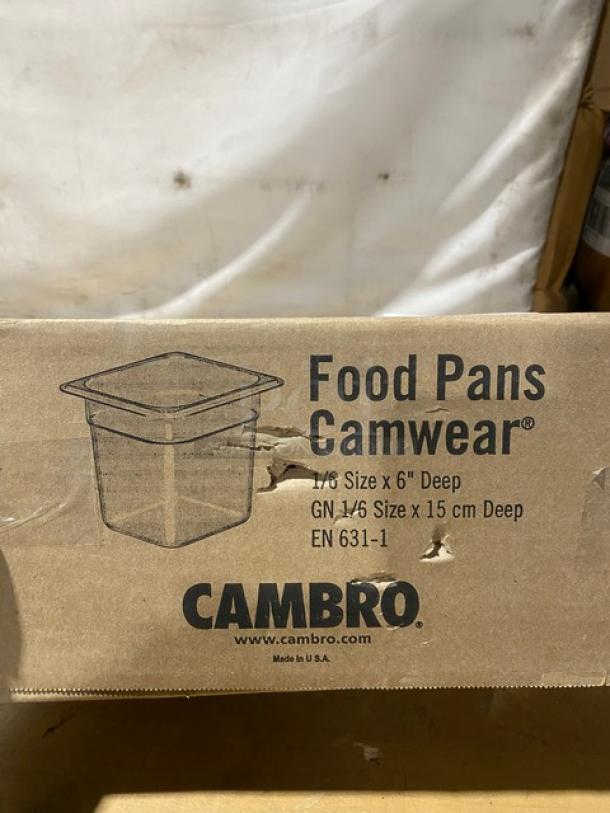 Food Pans
Camwear®
1/6 Size x 6" Deep
GN 1/6 Size x 15 cm Deep
EN 631-1
CAMBRO®
www.cambro.com
Made in U.S.A.